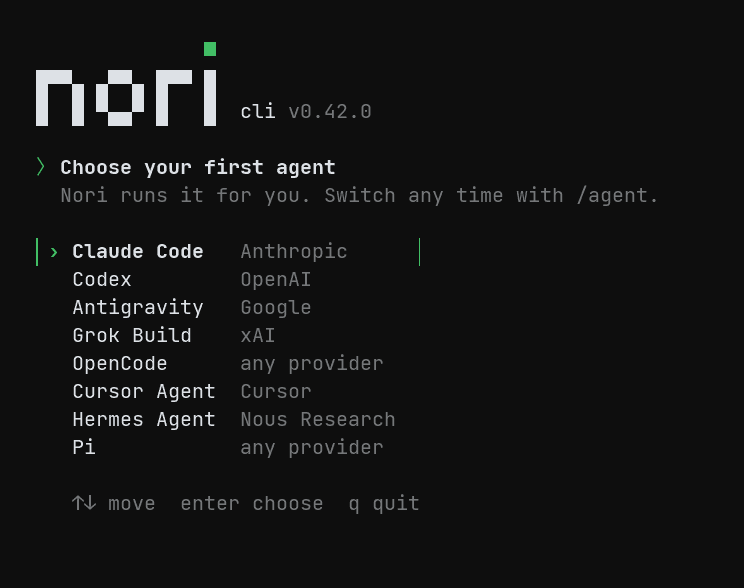 nori cli v0.42.0
〉 Choose your first agent
Nori runs it for you. Switch any time with /agent.
› Claude Code Anthropic
Codex OpenAI
Antigravity Google
Grok Build xAI
OpenCode any provider
Cursor Agent Cursor
Hermes Agent Nous Research
Pi any provider
↑↓ move enter choose q quit